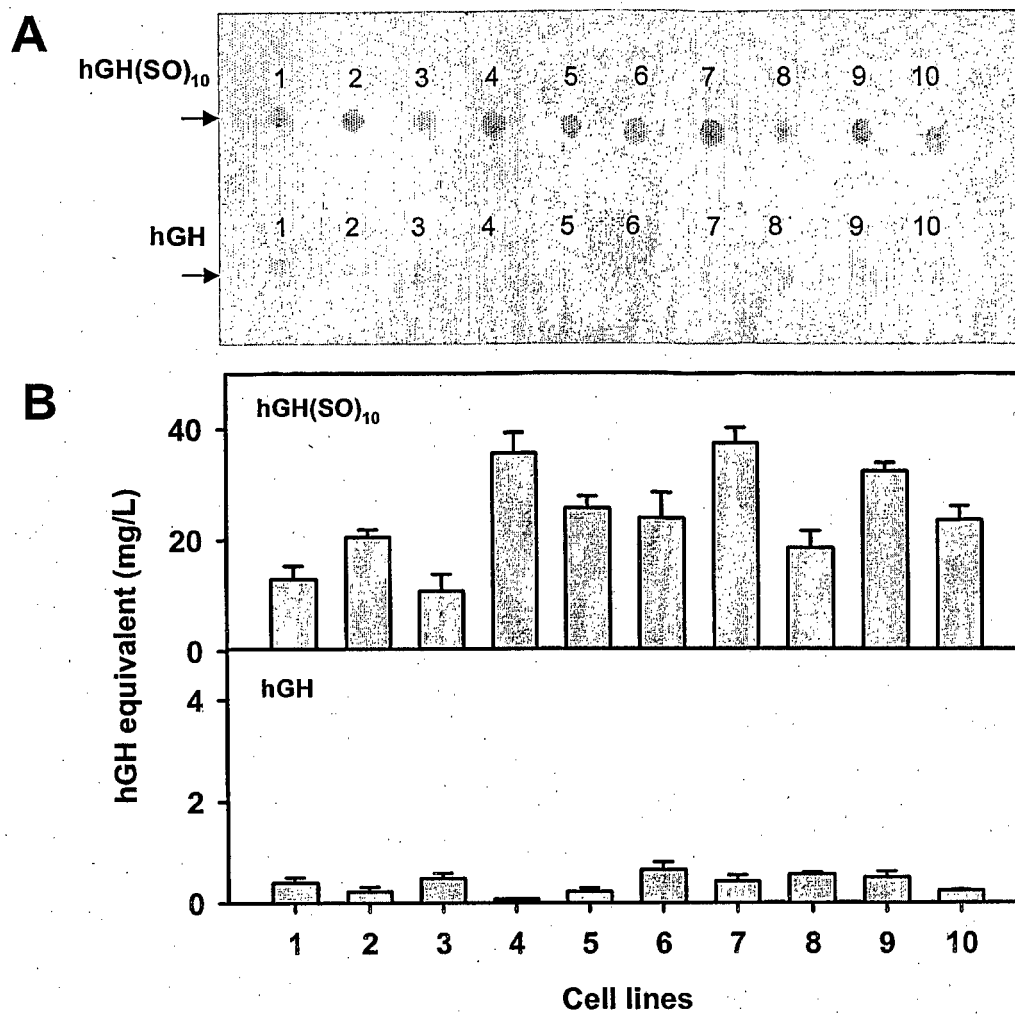 A
hGH(SO)₁₀
1 2 3 4 5 6 7 8 9 10
hGH
1 2 3 4 5 6 7 8 9 10
B
hGH(SO)₁₀
40
20
0
hGH equivalent (mg/L)
hGH
4
2
0
1 2 3 4 5 6 7 8 9 10
Cell lines